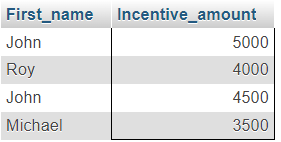 First_name Incentive_amount
John 5000
Roy 4000
John 4500
Michael 3500